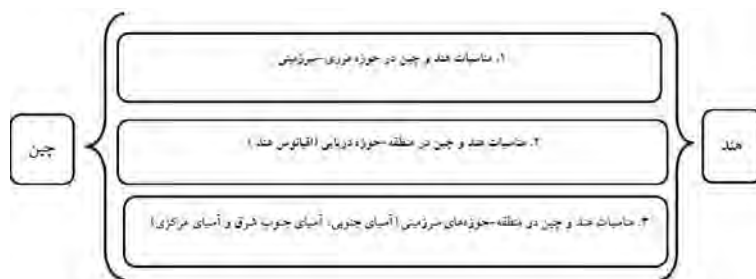 هند
۱. مناسبات هند و چین در حوزه مرزی-سرزمینی
۲. مناسبات هند و چین در منطقه-حوزه دریایی (اقیانوس هند )
۳. مناسبات هند و چین در منطقه-حوزه‌های سرزمینی (آسیای جنوبی، آسیای جنوب شرق و آسیای مرکزی)
چین